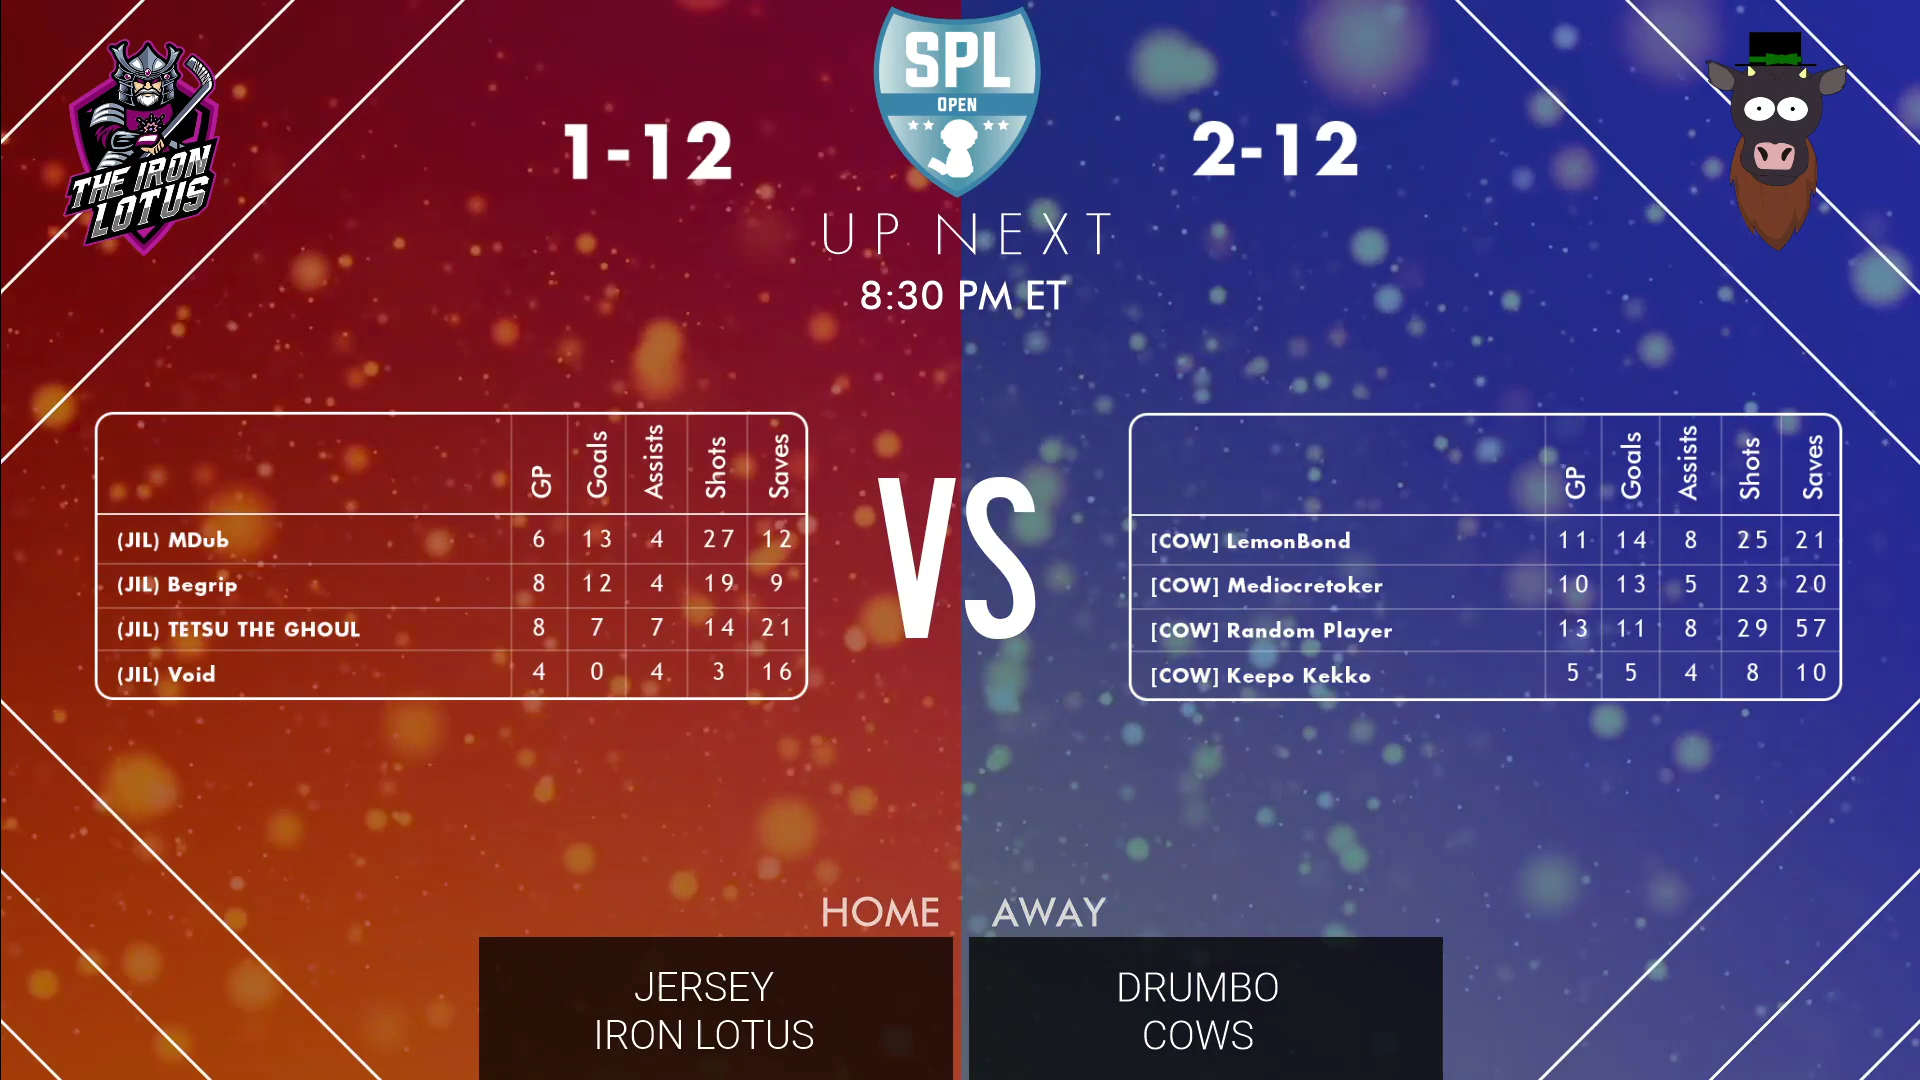 THE IRON
LOTUS
SPL
OPEN
1-12
2-12
UP NEXT
8:30 PM ET
GP Goals Assists Shots Saves
(JIL) MDub 6 13 4 27 12
(JIL) Begrip 8 12 4 19 9
(JIL) TETSU THE GHOUL 8 7 7 14 21
(JIL) Void 4 0 4 3 16
VS
GP Goals Assists Shots Saves
[COW] LemonBond 11 14 8 25 21
[COW] Mediocretoker 10 13 5 23 20
[COW] Random Player 13 11 8 29 57
[COW] Keepo Kekko 5 5 4 8 10
HOME
JERSEY
IRON LOTUS
AWAY
DRUMBO
COWS